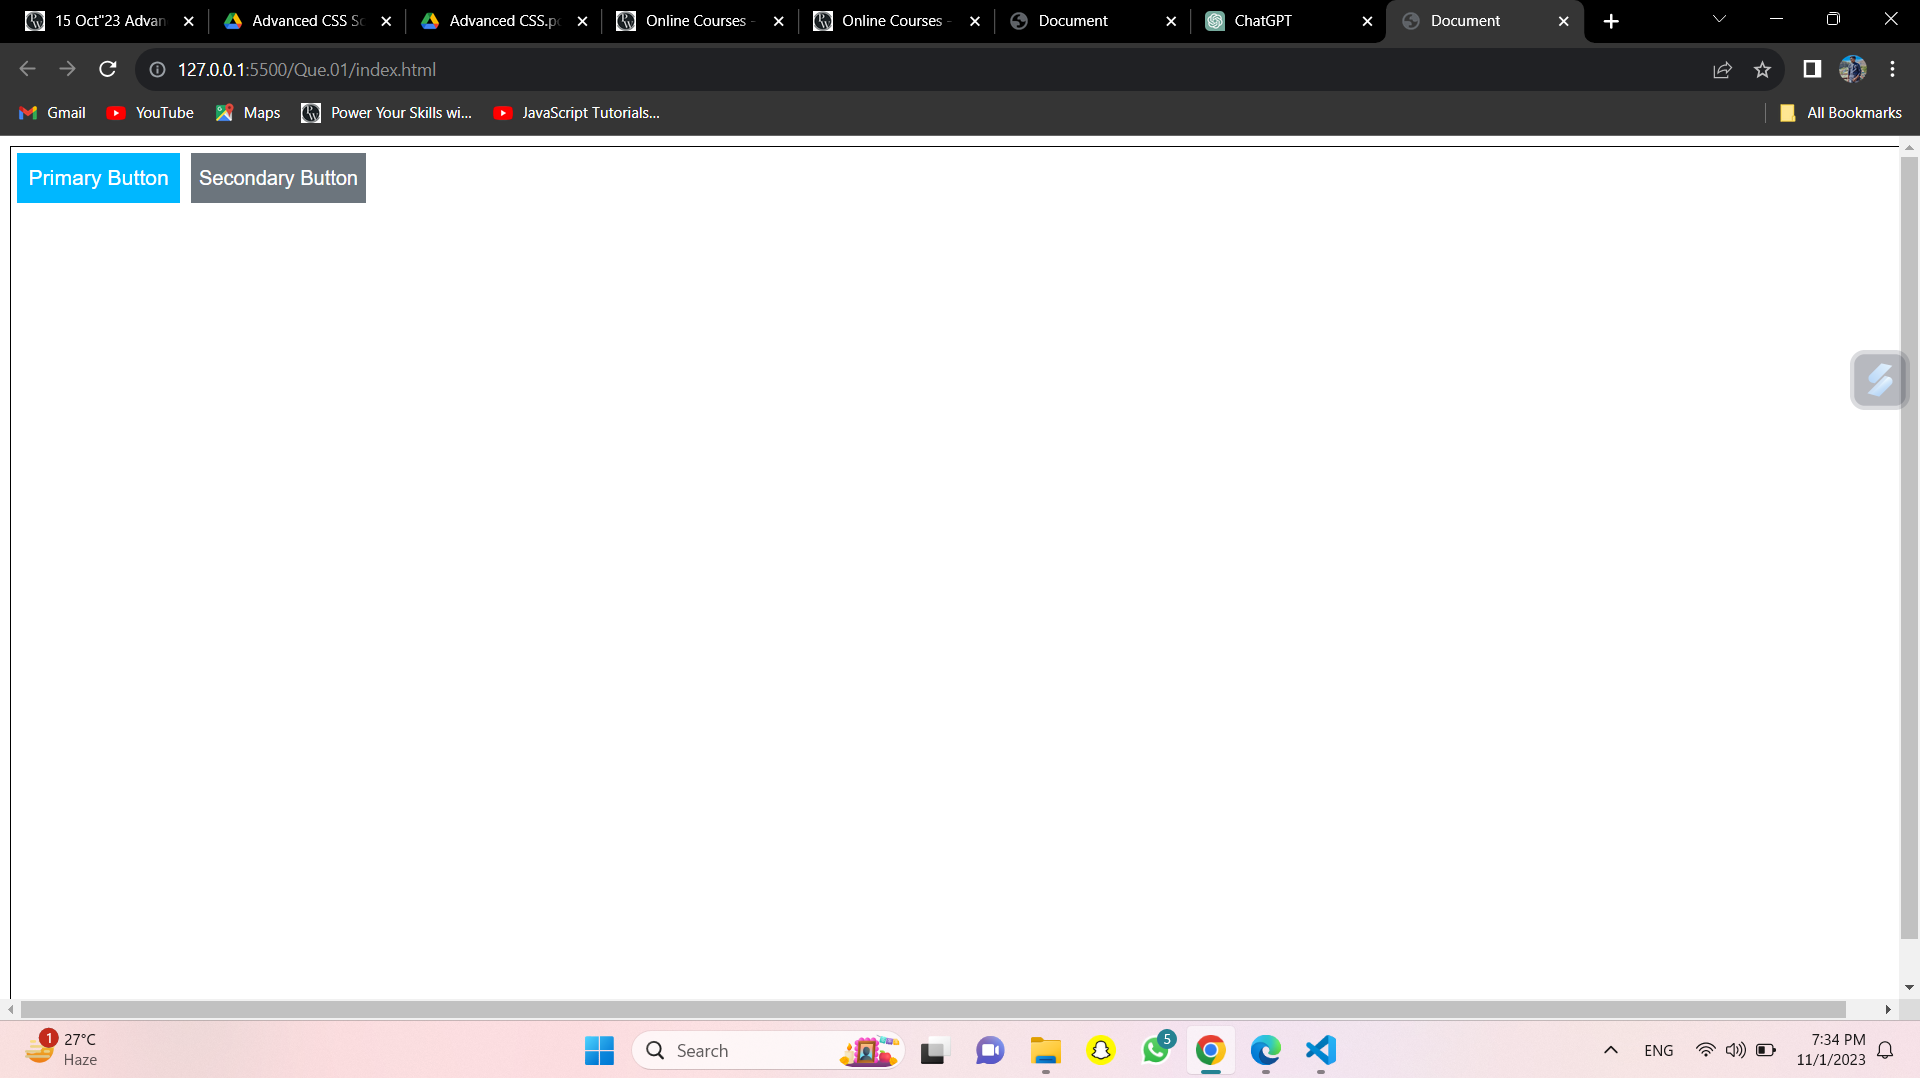 15 Oct"23 Advan
Advanced CSS Sc
Advanced CSS.pd
Online Courses -
Online Courses -
Document
ChatGPT
Document
127.0.0.1:5500/Que.01/index.html
Gmail
YouTube
Maps
Power Your Skills wi...
JavaScript Tutorials...
All Bookmarks
Primary Button
Secondary Button
1
27°C
Haze
Search
5
ENG
7:34 PM
11/1/2023